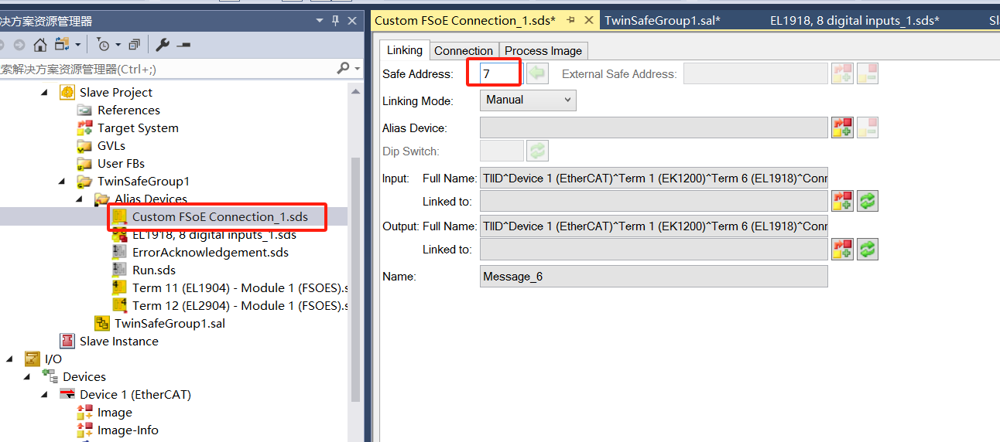 决方案资源管理器
索解决方案资源管理器(Ctrl+;)
Slave Project
References
Target System
GVLs
User FBs
TwinSafeGroup1
Alias Devices
Custom FSoE Connection_1.sds
EL1918, 8 digital inputs_1.sds
ErrorAcknowledgement.sds
Run.sds
Term 11 (EL1904) - Module 1 (FSOES).s
Term 12 (EL2904) - Module 1 (FSOES).s
TwinSafeGroup1.sal
Slave Instance
I/O
Devices
Device 1 (EtherCAT)
Image
Image-Info
Custom FSoE Connection_1.sds* TwinSafeGroup1.sal* EL1918, 8 digital inputs_1.sds* Sl
Linking Connection Process Image
Safe Address: 7 External Safe Address:
Linking Mode: Manual
Alias Device:
Dip Switch:
Input: Full Name: TIID^Device 1 (EtherCAT)^Term 1 (EK1200)^Term 6 (EL1918)^Conn
Linked to:
Output: Full Name: TIID^Device 1 (EtherCAT)^Term 1 (EK1200)^Term 6 (EL1918)^Conn
Linked to:
Name: Message_6